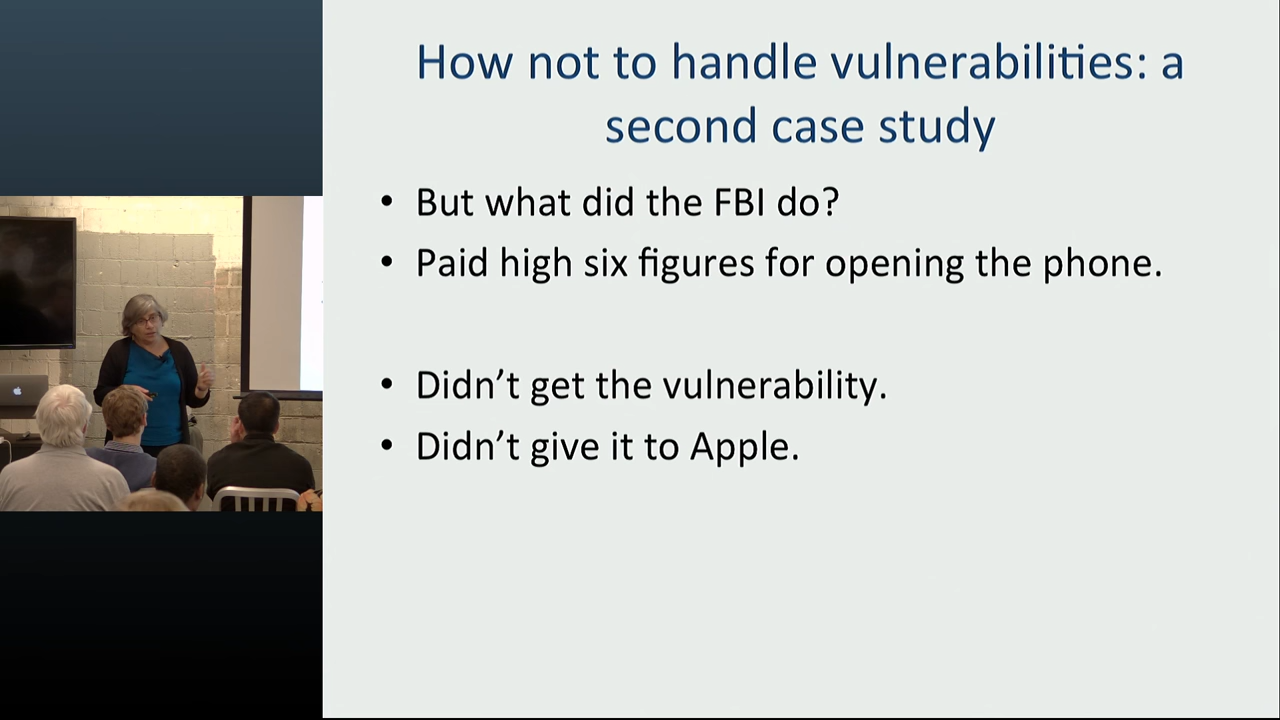 How not to handle vulnerabilities: a
second case study
• But what did the FBI do?
• Paid high six figures for opening the phone.
• Didn’t get the vulnerability.
• Didn’t give it to Apple.